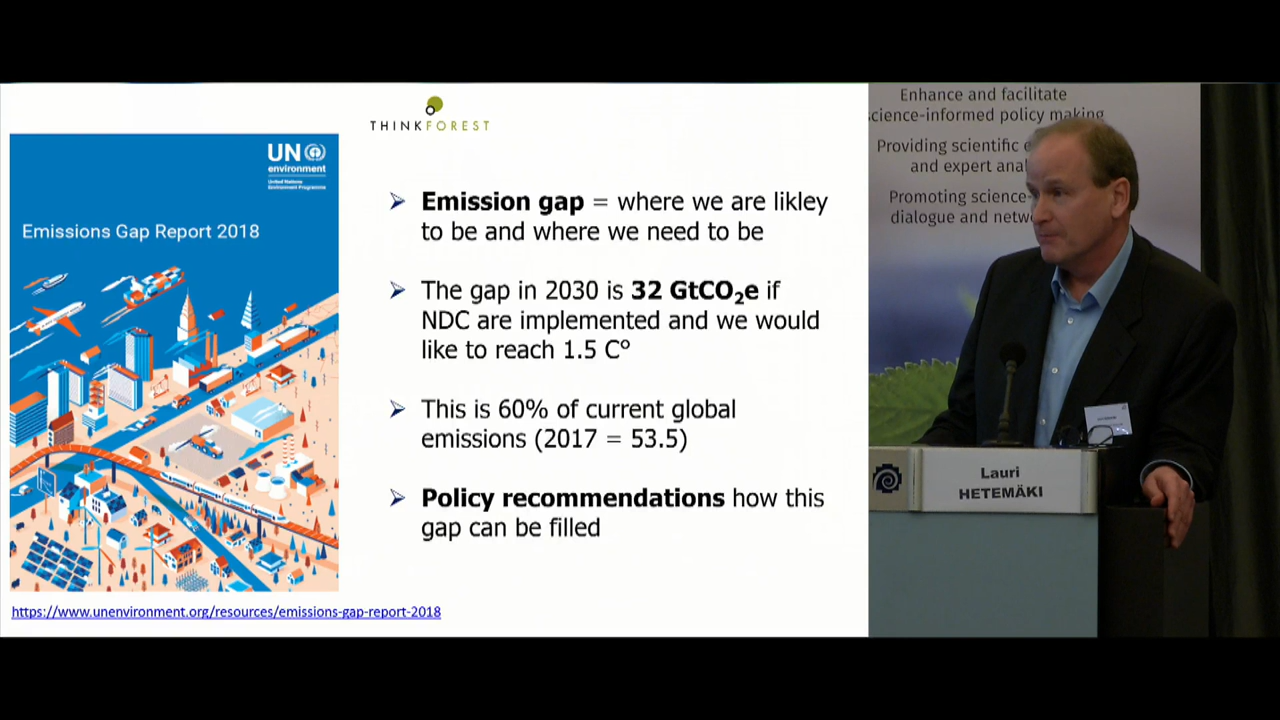 THINKFOREST
UN
environment
United Nations
Environment Programme
Emissions Gap Report 2018
Emission gap = where we are likley
to be and where we need to be
The gap in 2030 is 32 GtCO₂e if
NDC are implemented and we would
like to reach 1.5 C°
This is 60% of current global
emissions (2017 = 53.5)
Policy recommendations how this
gap can be filled
https://www.unenvironment.org/resources/emissions-gap-report-2018
Enhance and facilitate
science-informed policy making
Providing scientific
and expert
Promoting science-
dialogue and
Lauri
HETEMÄKI